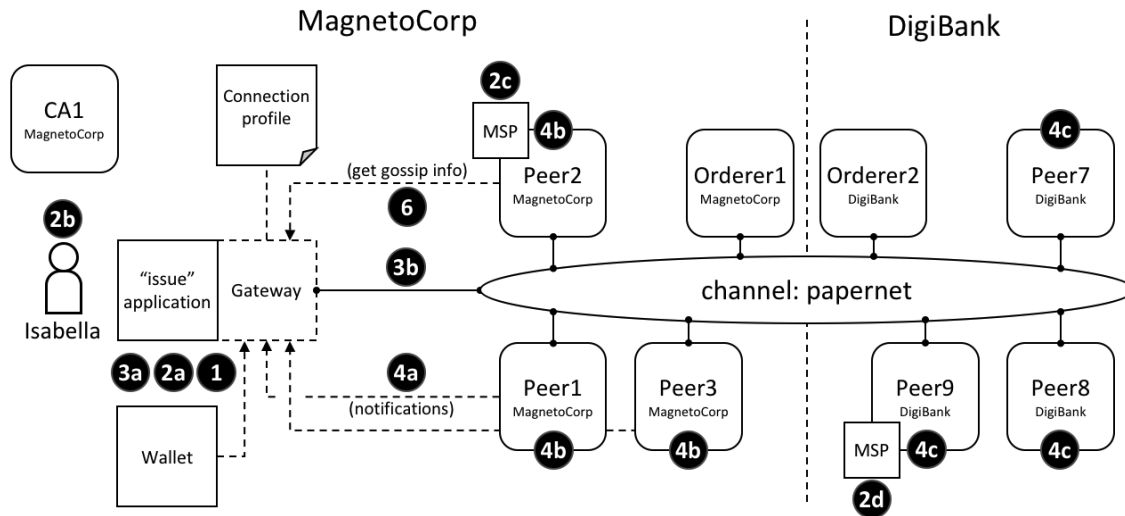 MagnetoCorp
DigiBank
CA1
MagnetoCorp
Connection
profile
2c
MSP
4b
Peer2
MagnetoCorp
Orderer1
MagnetoCorp
Orderer2
DigiBank
4c
Peer7
DigiBank
(get gossip info)
6
2b
Isabella
“issue”
application
Gateway
3b
channel: papernet
3a
2a
1
4a
(notifications)
Wallet
Peer1
MagnetoCorp
4b
Peer3
MagnetoCorp
4b
Peer9
DigiBank
MSP
4c
2d
Peer8
DigiBank
4c